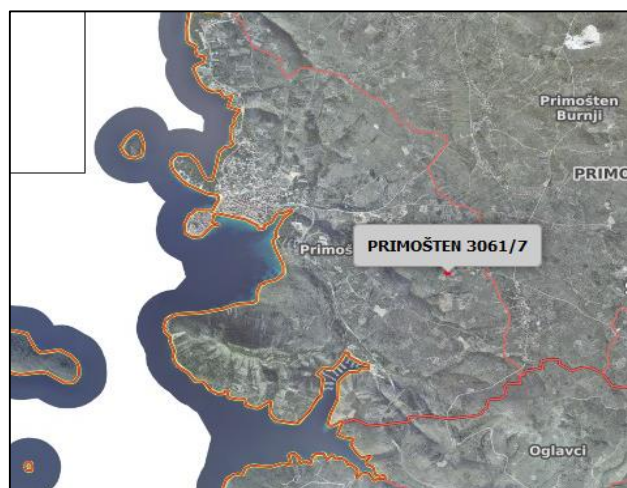 Primošten
Burnji
PRIMO
PRIMOŠTEN 3061/7
Primoš
Oglavci